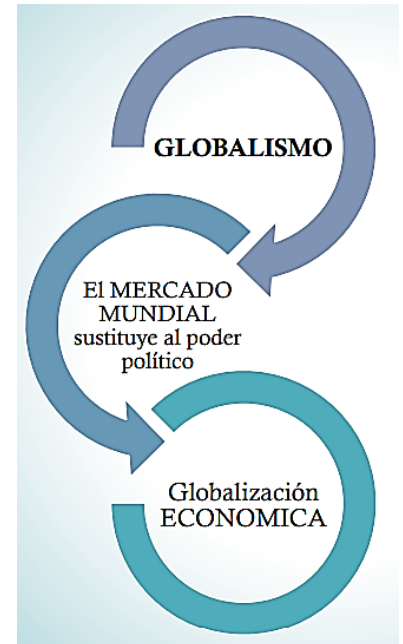 GLOBALISMO
El MERCADO
MUNDIAL
sustituye al poder
político
Globalización
ECONOMICA